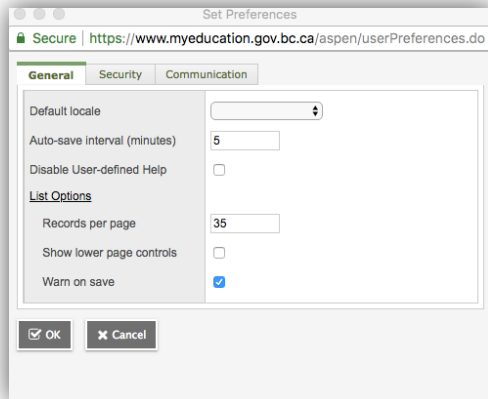 Set Preferences
Secure | https://www.myeducation.gov.bc.ca/aspen/userPreferences.do
General Security Communication
Default locale
Auto-save interval (minutes) 5
Disable User-defined Help
List Options
Records per page 35
Show lower page controls
Warn on save
OK Cancel